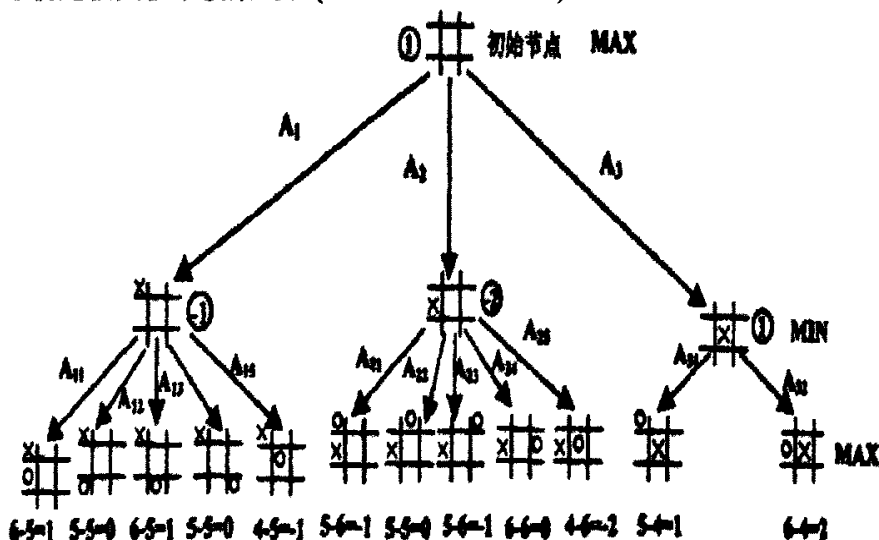 ① 初始节点 MAX
A₁ A₂ A₃
X X X
-1 -2 ① MIN
A₁₁ A₁₂ A₁₃ A₁₅ A₂₁ A₂₂ A₂₃ A₂₄ A₂₅ A₃₂
X X X X X O O O O
O X X X X O X O X O X MAX
O O O
6-5=1 5-5=0 6-5=1 5-5=0 4-5=-1 5-6=-1 5-5=0 5-6=-1 6-6=0 4-6=-2 5-4=1 6-4=2